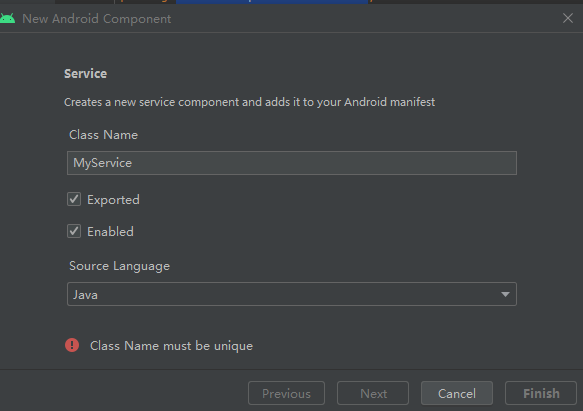 New Android Component
Service
Creates a new service component and adds it to your Android manifest
Class Name
MyService
Exported
Enabled
Source Language
Java
Class Name must be unique
Previous Next Cancel Finish